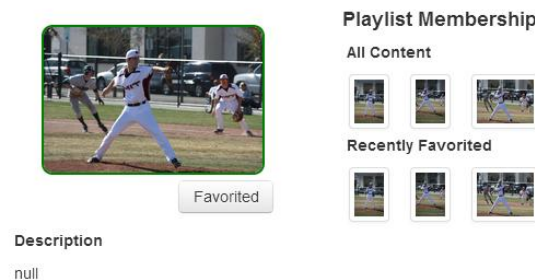 Playlist Membership
All Content
Recently Favorited
Favorited
Description
null